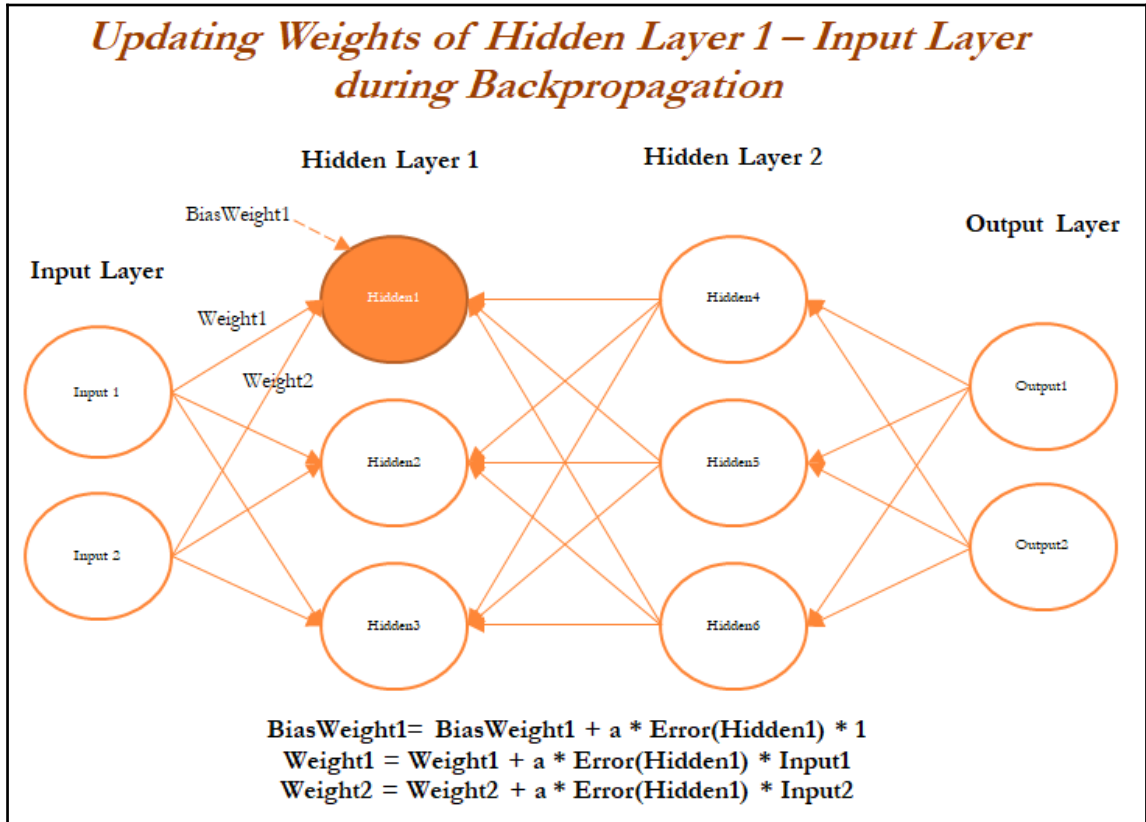 Updating Weights of Hidden Layer 1 – Input Layer
during Backpropagation
Hidden Layer 1
Hidden Layer 2
BiasWeight1
Output Layer
Input Layer
Hidden1
Hidden4
Weight1
Weight2
Input 1
Output1
Hidden2
Hidden5
Input 2
Output2
Hidden3
Hidden6
BiasWeight1= BiasWeight1 + a * Error(Hidden1) * 1
Weight1 = Weight1 + a * Error(Hidden1) * Input1
Weight2 = Weight2 + a * Error(Hidden1) * Input2